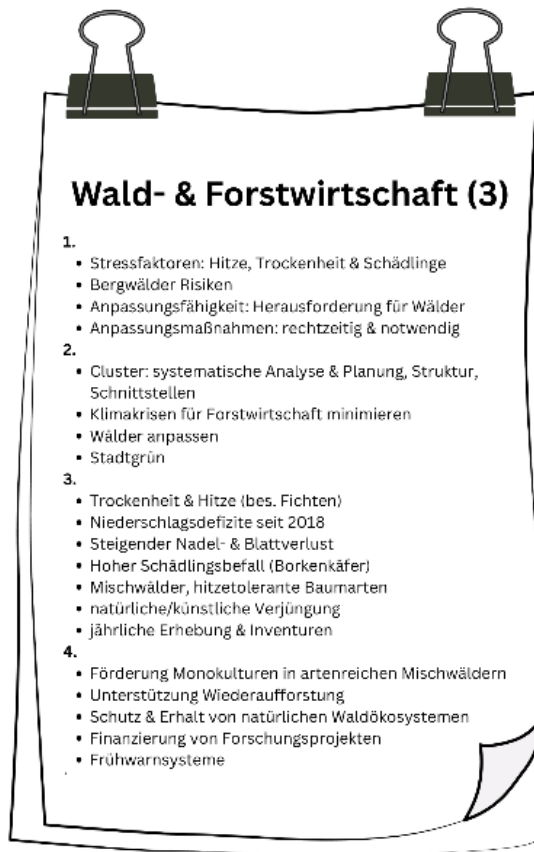 Wald- & Forstwirtschaft (3)
1.
• Stressfaktoren: Hitze, Trockenheit & Schädlinge
• Bergwälder Risiken
• Anpassungsfähigkeit: Herausforderung für Wälder
• Anpassungsmaßnahmen: rechtzeitig & notwendig
2.
• Cluster: systematische Analyse & Planung, Struktur,
Schnittstellen
• Klimakrisen für Forstwirtschaft minimieren
• Wälder anpassen
• Stadtgrün
3.
• Trockenheit & Hitze (bes. Fichten)
• Niederschlagsdefizite seit 2018
• Steigender Nadel- & Blattverlust
• Hoher Schädlingsbefall (Borkenkäfer)
• Mischwälder, hitzetolerante Baumarten
• natürliche/künstliche Verjüngung
• jährliche Erhebung & Inventuren
4.
• Förderung Monokulturen in artenreichen Mischwäldern
• Unterstützung Wiederaufforstung
• Schutz & Erhalt von natürlichen Waldökosystemen
• Finanzierung von Forschungsprojekten
• Frühwarnsysteme
.